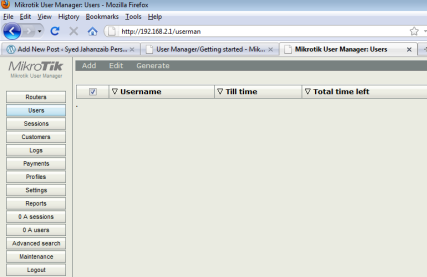 Mikrotik User Manager: Users - Mozilla Firefox
File Edit View History Bookmarks Tools Help
http://192.168.2.1/userman
Add New Post ‹ Syed Jahanzaib Pers...
User Manager/Getting started - Mik...
Mikrotik User Manager: Users
MikroTik
Mikrotik User Manager
Add Edit Generate
Username Till time Total time left
Routers
Users
Sessions
Customers
Logs
Payments
Profiles
Settings
Reports
0 A sessions
0 A users
Advanced search
Maintenance
Logout